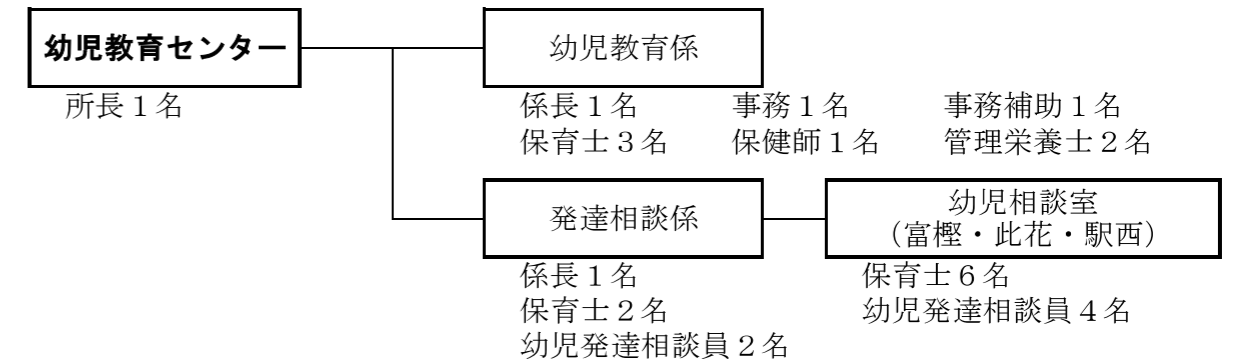 幼児教育センター
所長１名
幼児教育係
係長１名　事務１名　事務補助１名
保育士３名　保健師１名　管理栄養士２名
発達相談係
係長１名
保育士２名
幼児発達相談員２名
幼児相談室
（富樫・此花・駅西）
保育士６名
幼児発達相談員４名